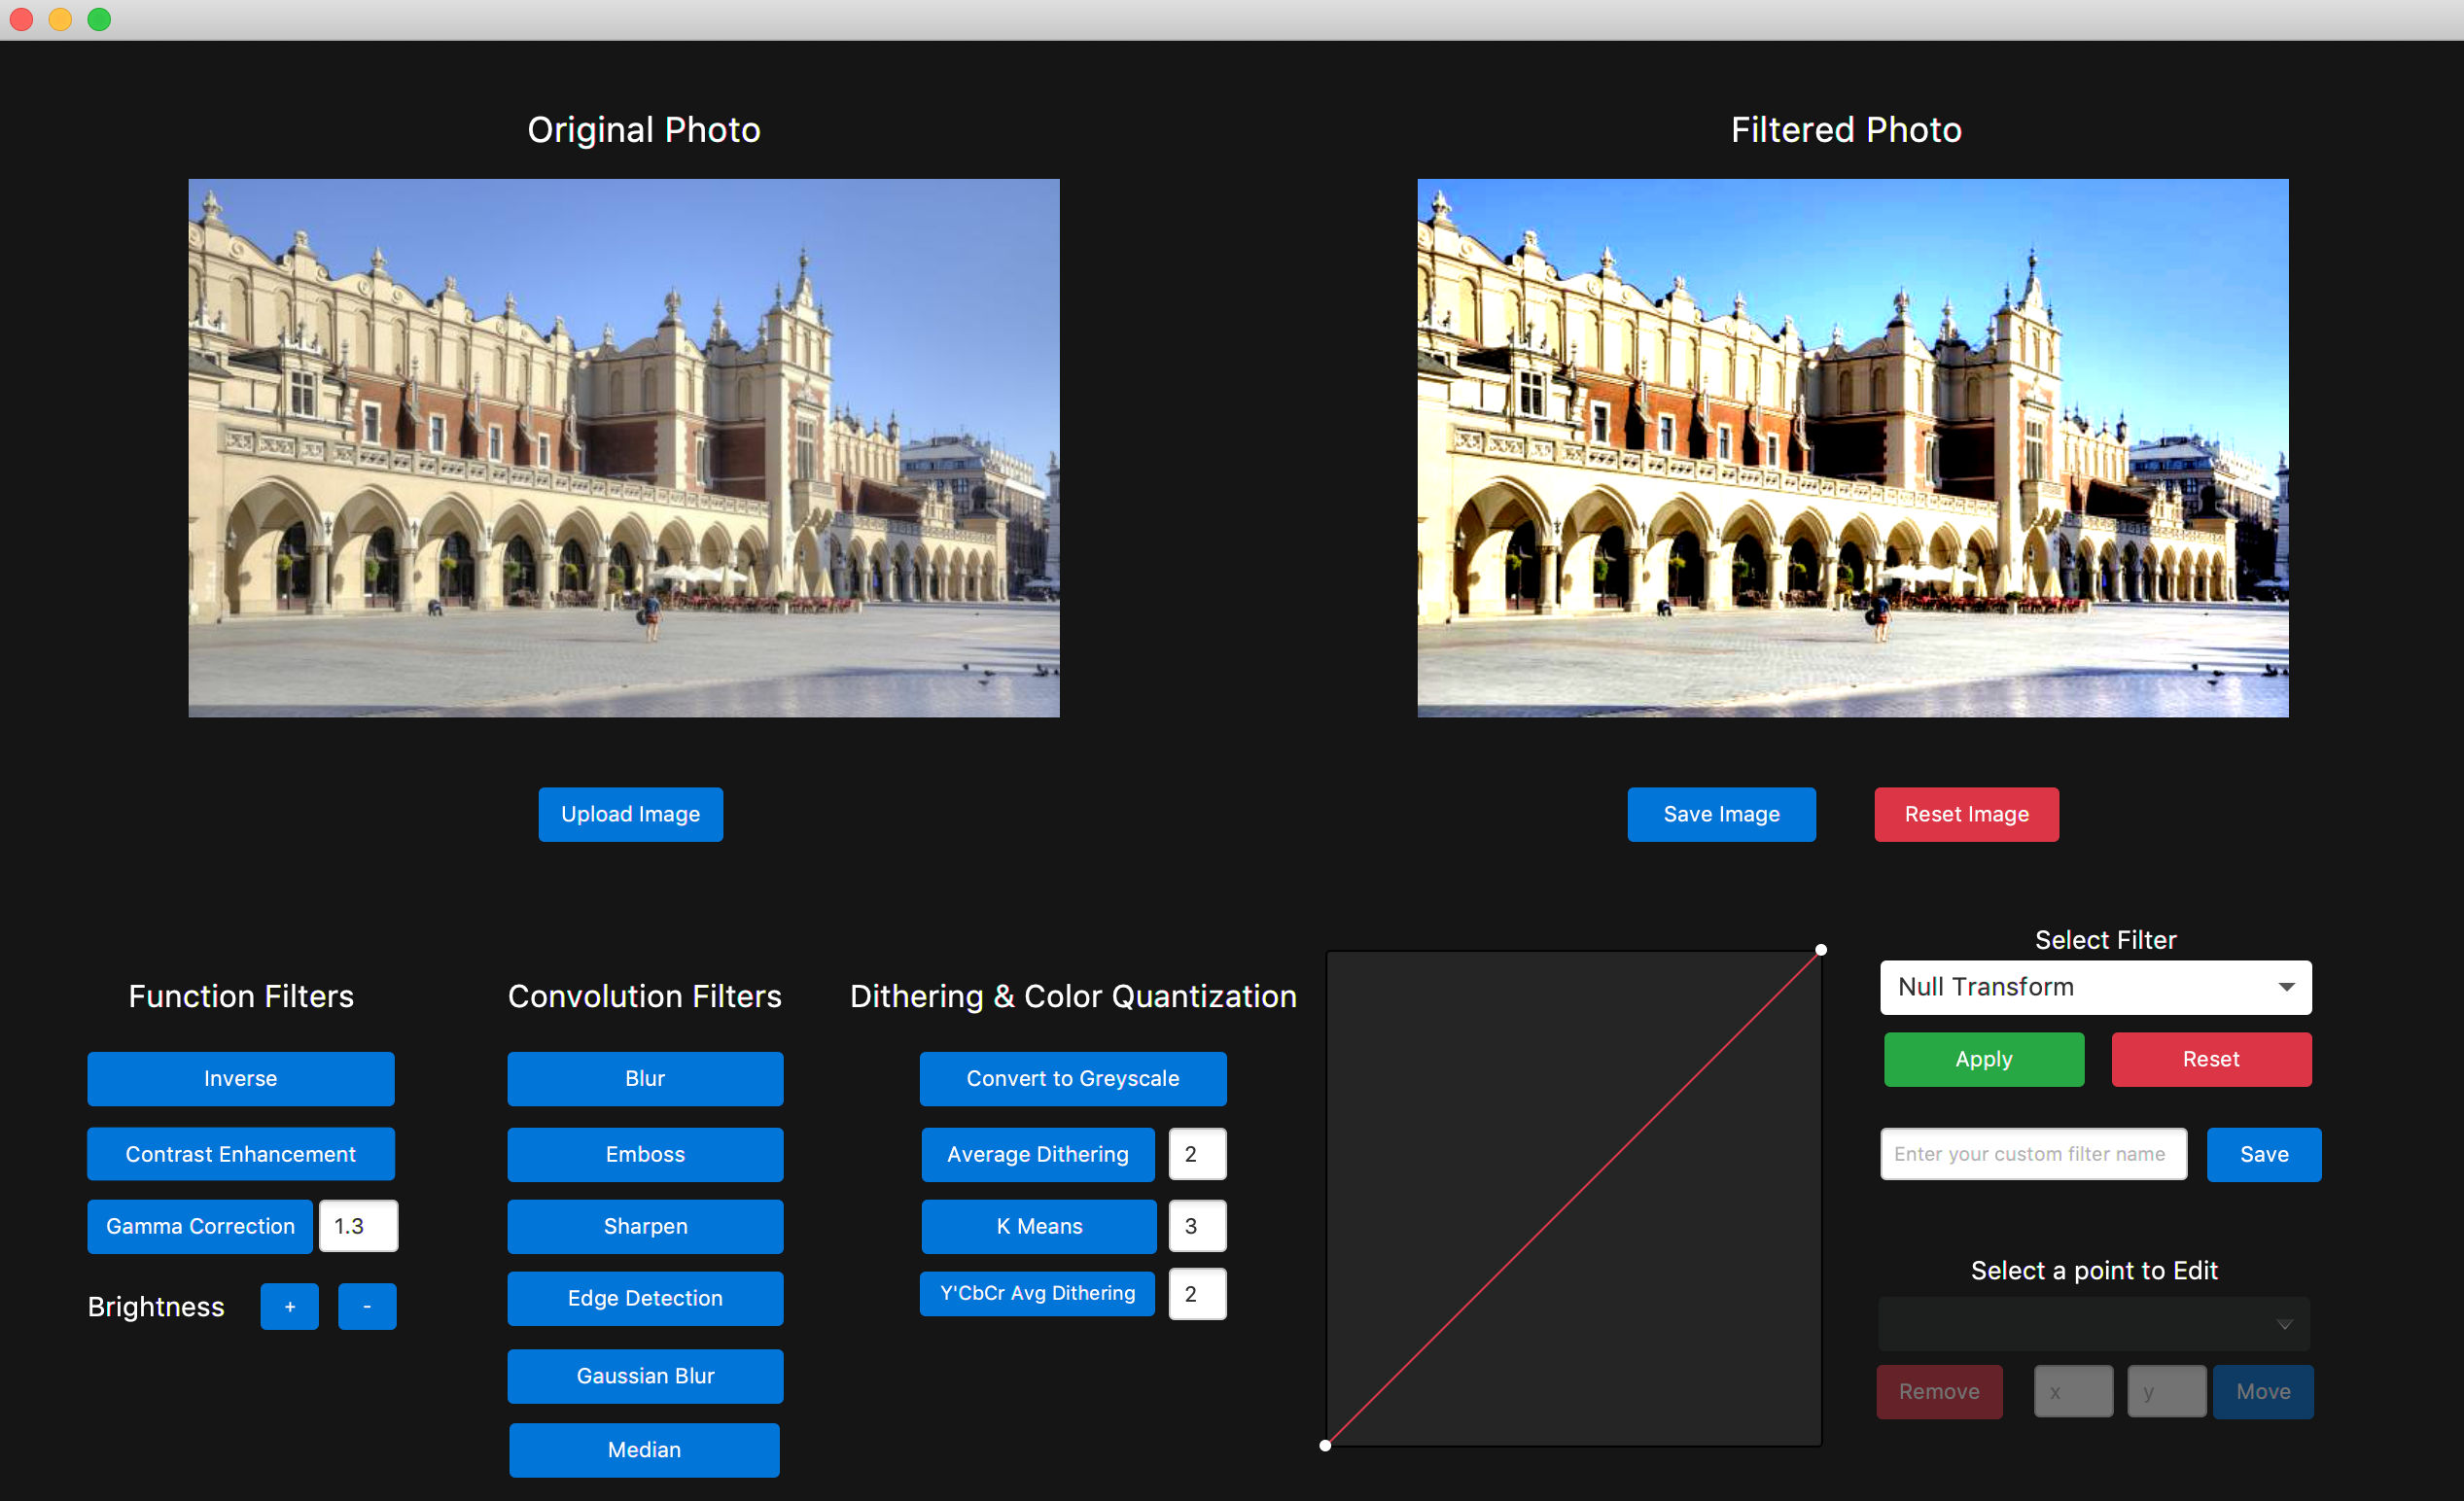 Original Photo
Filtered Photo
Upload Image
Save Image
Reset Image
Function Filters
Inverse
Contrast Enhancement
Gamma Correction 1.3
Brightness + -
Convolution Filters
Blur
Emboss
Sharpen
Edge Detection
Gaussian Blur
Median
Dithering & Color Quantization
Convert to Greyscale
Average Dithering 2
K Means 3
Y'CbCr Avg Dithering 2
Select Filter
Null Transform
Apply Reset
Enter your custom filter name Save
Select a point to Edit
Remove x y Move